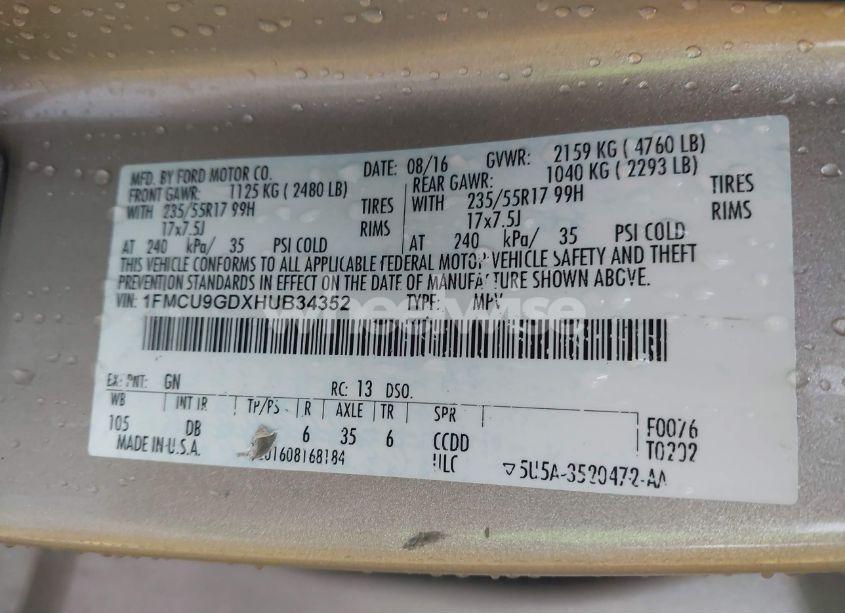 MFD. BY FORD MOTOR CO. DATE: 08/16 GVWR: 2159 KG ( 4760 LB)
FRONT GAWR: 1125 KG ( 2480 LB) REAR GAWR: 1040 KG ( 2293 LB)
WITH 235/55R17 99H TIRES WITH 235/55R17 99H TIRES
17x7.5J RIMS 17x7.5J RIMS
AT 240 kPa/ 35 PSI COLD AT 240 kPa/ 35 PSI COLD
THIS VEHICLE CONFORMS TO ALL APPLICABLE FEDERAL MOTOR VEHICLE SAFETY AND THEFT
PREVENTION STANDARDS IN EFFECT ON THE DATE OF MANUFACTURE SHOWN ABOVE.
VIN: 1FMCU9GDXHUB34352 TYPE: MPV
wheelwise
EXT PNT: GN RC: 13 DSO:
WB INT TR TP/PS R AXLE TR SPR
105 DB 6 35 6 CCDD F0076
MADE IN U.S.A. T0202
ULC ▽5U5A-3520472-AA